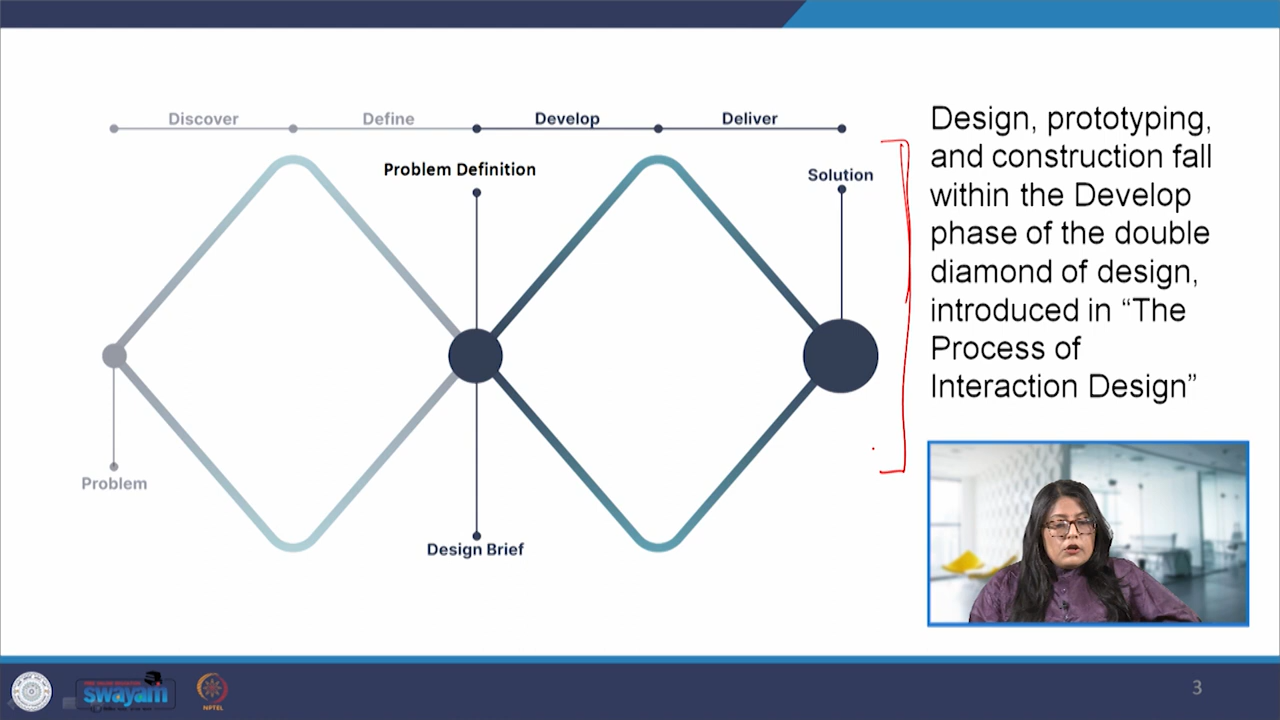 Discover
Define
Develop
Deliver
Problem Definition
Solution
Problem
Design Brief
Design, prototyping,
and construction fall
within the Develop
phase of the double
diamond of design,
introduced in “The
Process of
Interaction Design”
swayam
NPTEL
3